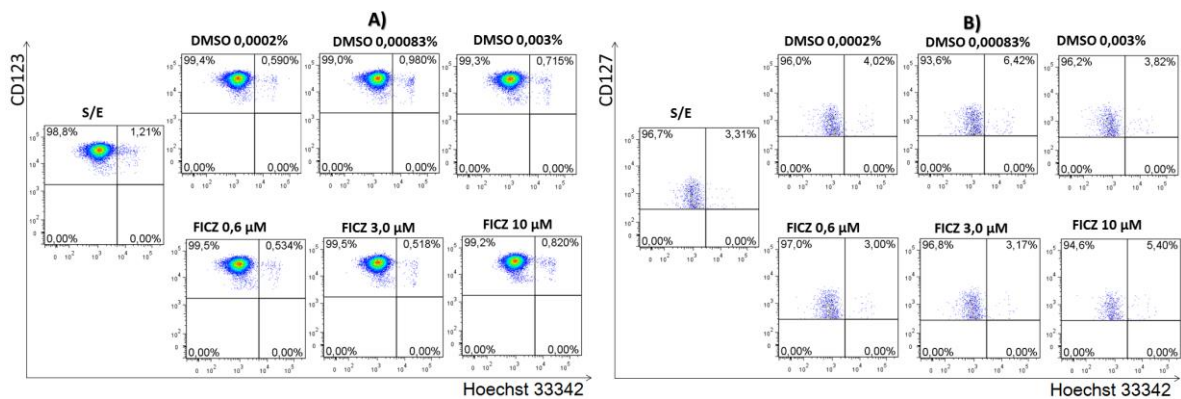 A)
DMSO 0,0002% DMSO 0,00083% DMSO 0,003%
99,4% 0,590% 99,0% 0,980% 99,3% 0,715%
0,00% 0,00% 0,00% 0,00% 0,00% 0,00%
CD123
S/E
98,8% 1,21%
0,00% 0,00%
FICZ 0,6 µM FICZ 3,0 µM FICZ 10 µM
99,5% 0,534% 99,5% 0,518% 99,2% 0,820%
0,00% 0,00% 0,00% 0,00% 0,00% 0,00%
Hoechst 33342
B)
DMSO 0,0002% DMSO 0,00083% DMSO 0,003%
96,0% 4,02% 93,6% 6,42% 96,2% 3,82%
0,00% 0,00% 0,00% 0,00% 0,00% 0,00%
CD127
S/E
96,7% 3,31%
0,00% 0,00%
FICZ 0,6 µM FICZ 3,0 µM FICZ 10 µM
97,0% 3,00% 96,8% 3,17% 94,6% 5,40%
0,00% 0,00% 0,00% 0,00% 0,00% 0,00%
Hoechst 33342